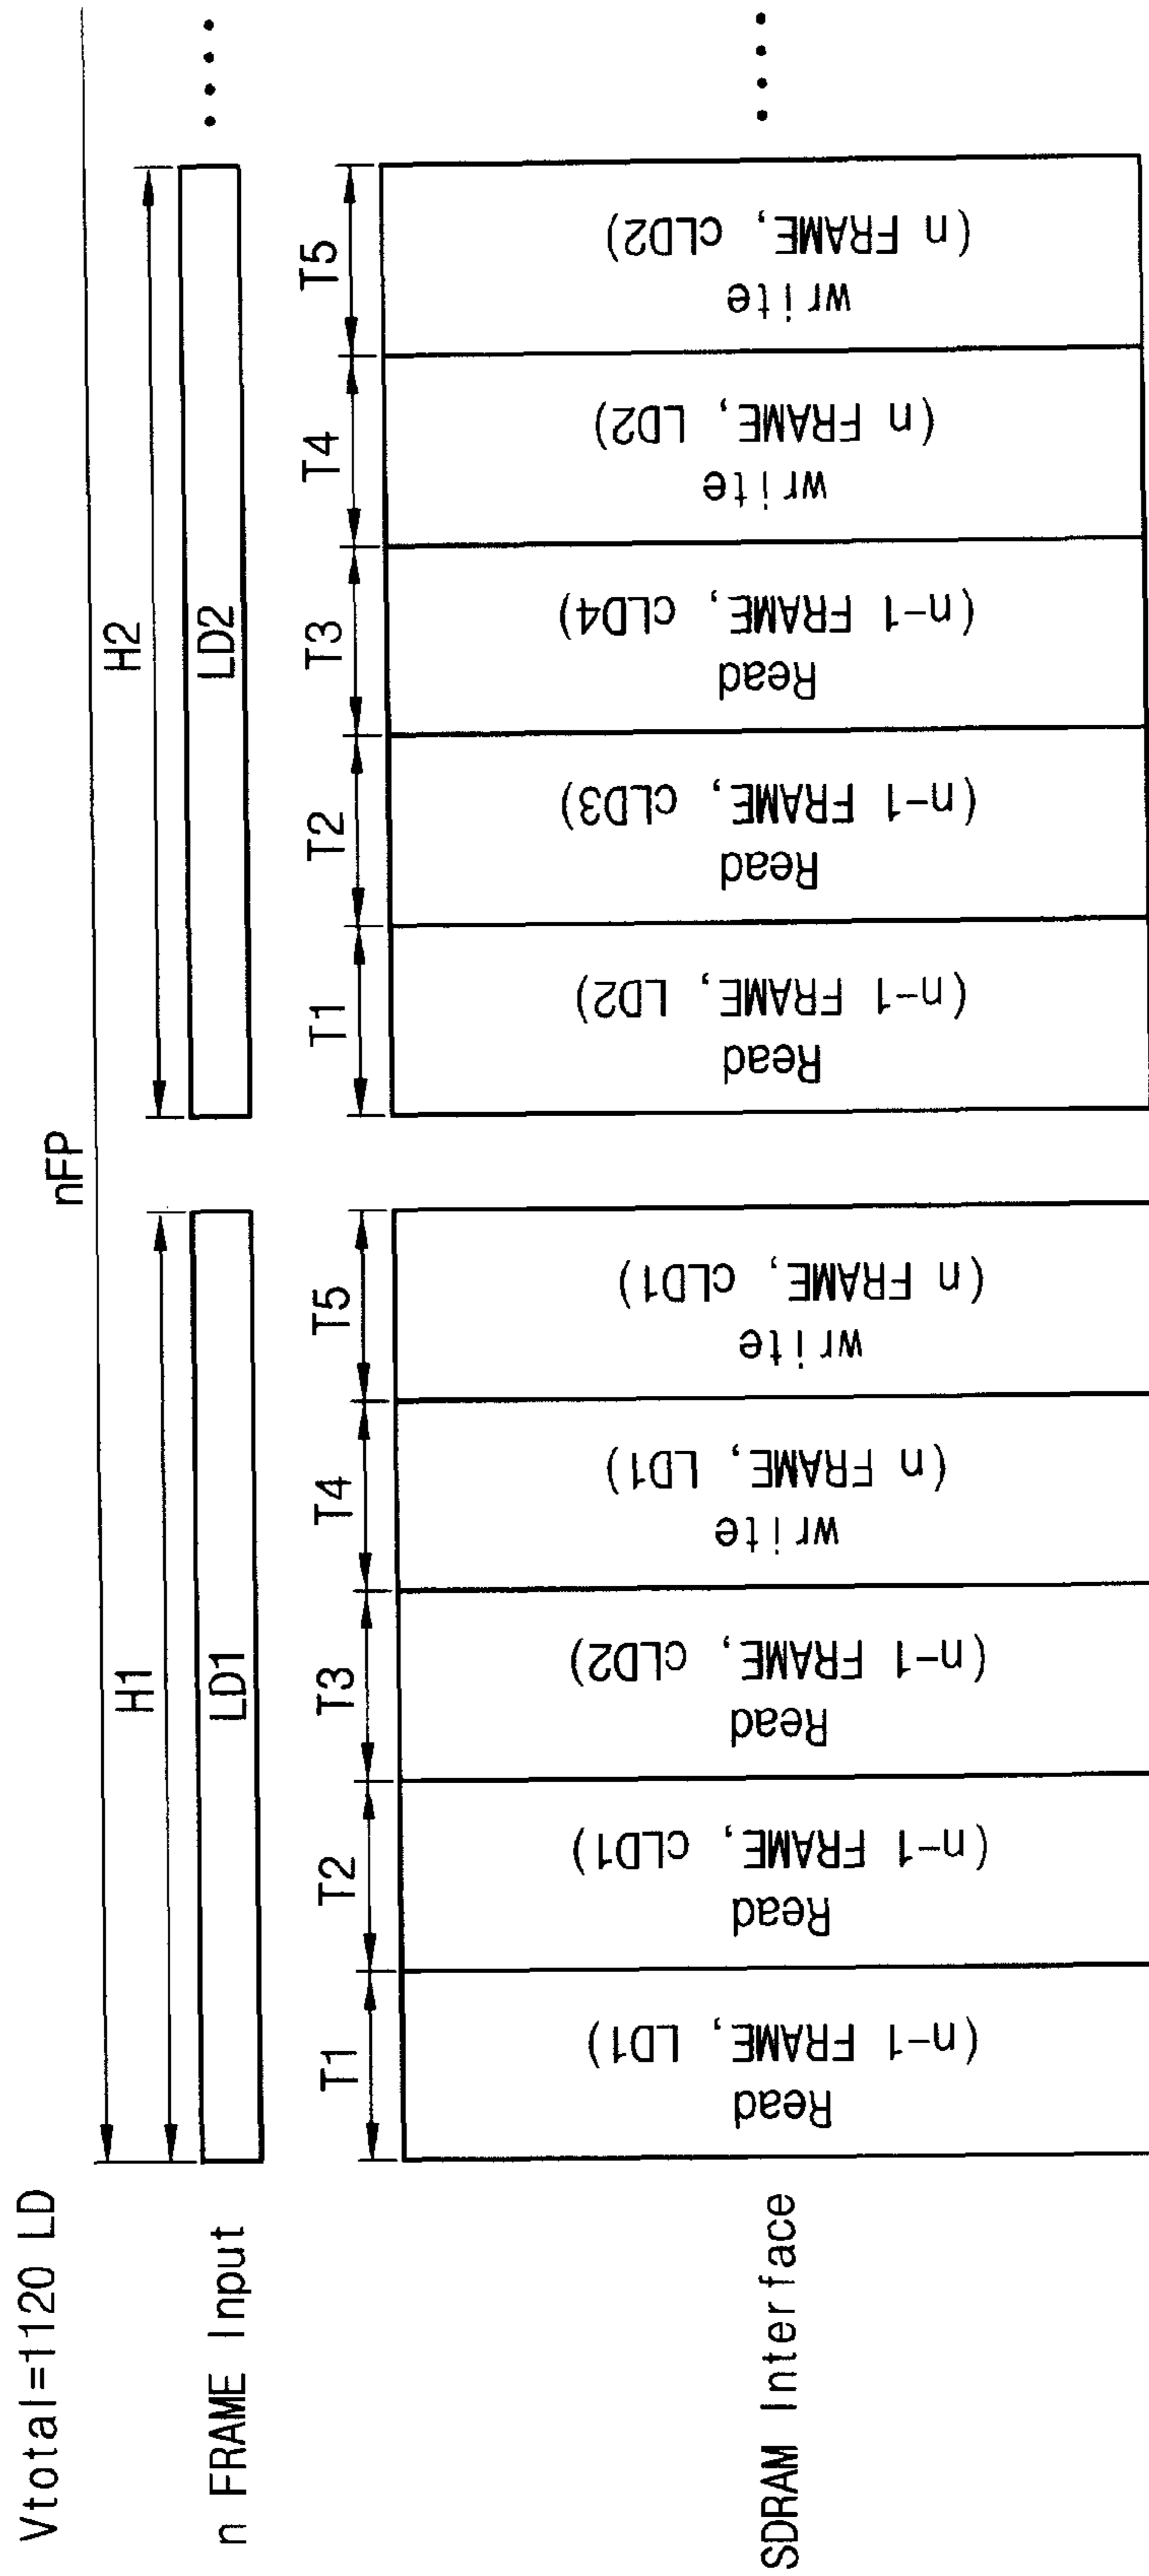 Vtotal=1120 LD
nFP
H1
H2
n FRAME Input
LD1
LD2
T1
T2
T3
T4
T5
T1
T2
T3
T4
T5
SDRAM Interface
Read
(n-1 FRAME, LD1)
Read
(n-1 FRAME, cLD1)
Read
(n-1 FRAME, cLD2)
write
(n FRAME, LD1)
write
(n FRAME, cLD1)
Read
(n-1 FRAME, LD2)
Read
(n-1 FRAME, cLD3)
Read
(n-1 FRAME, cLD4)
write
(n FRAME, LD2)
write
(n FRAME, cLD2)